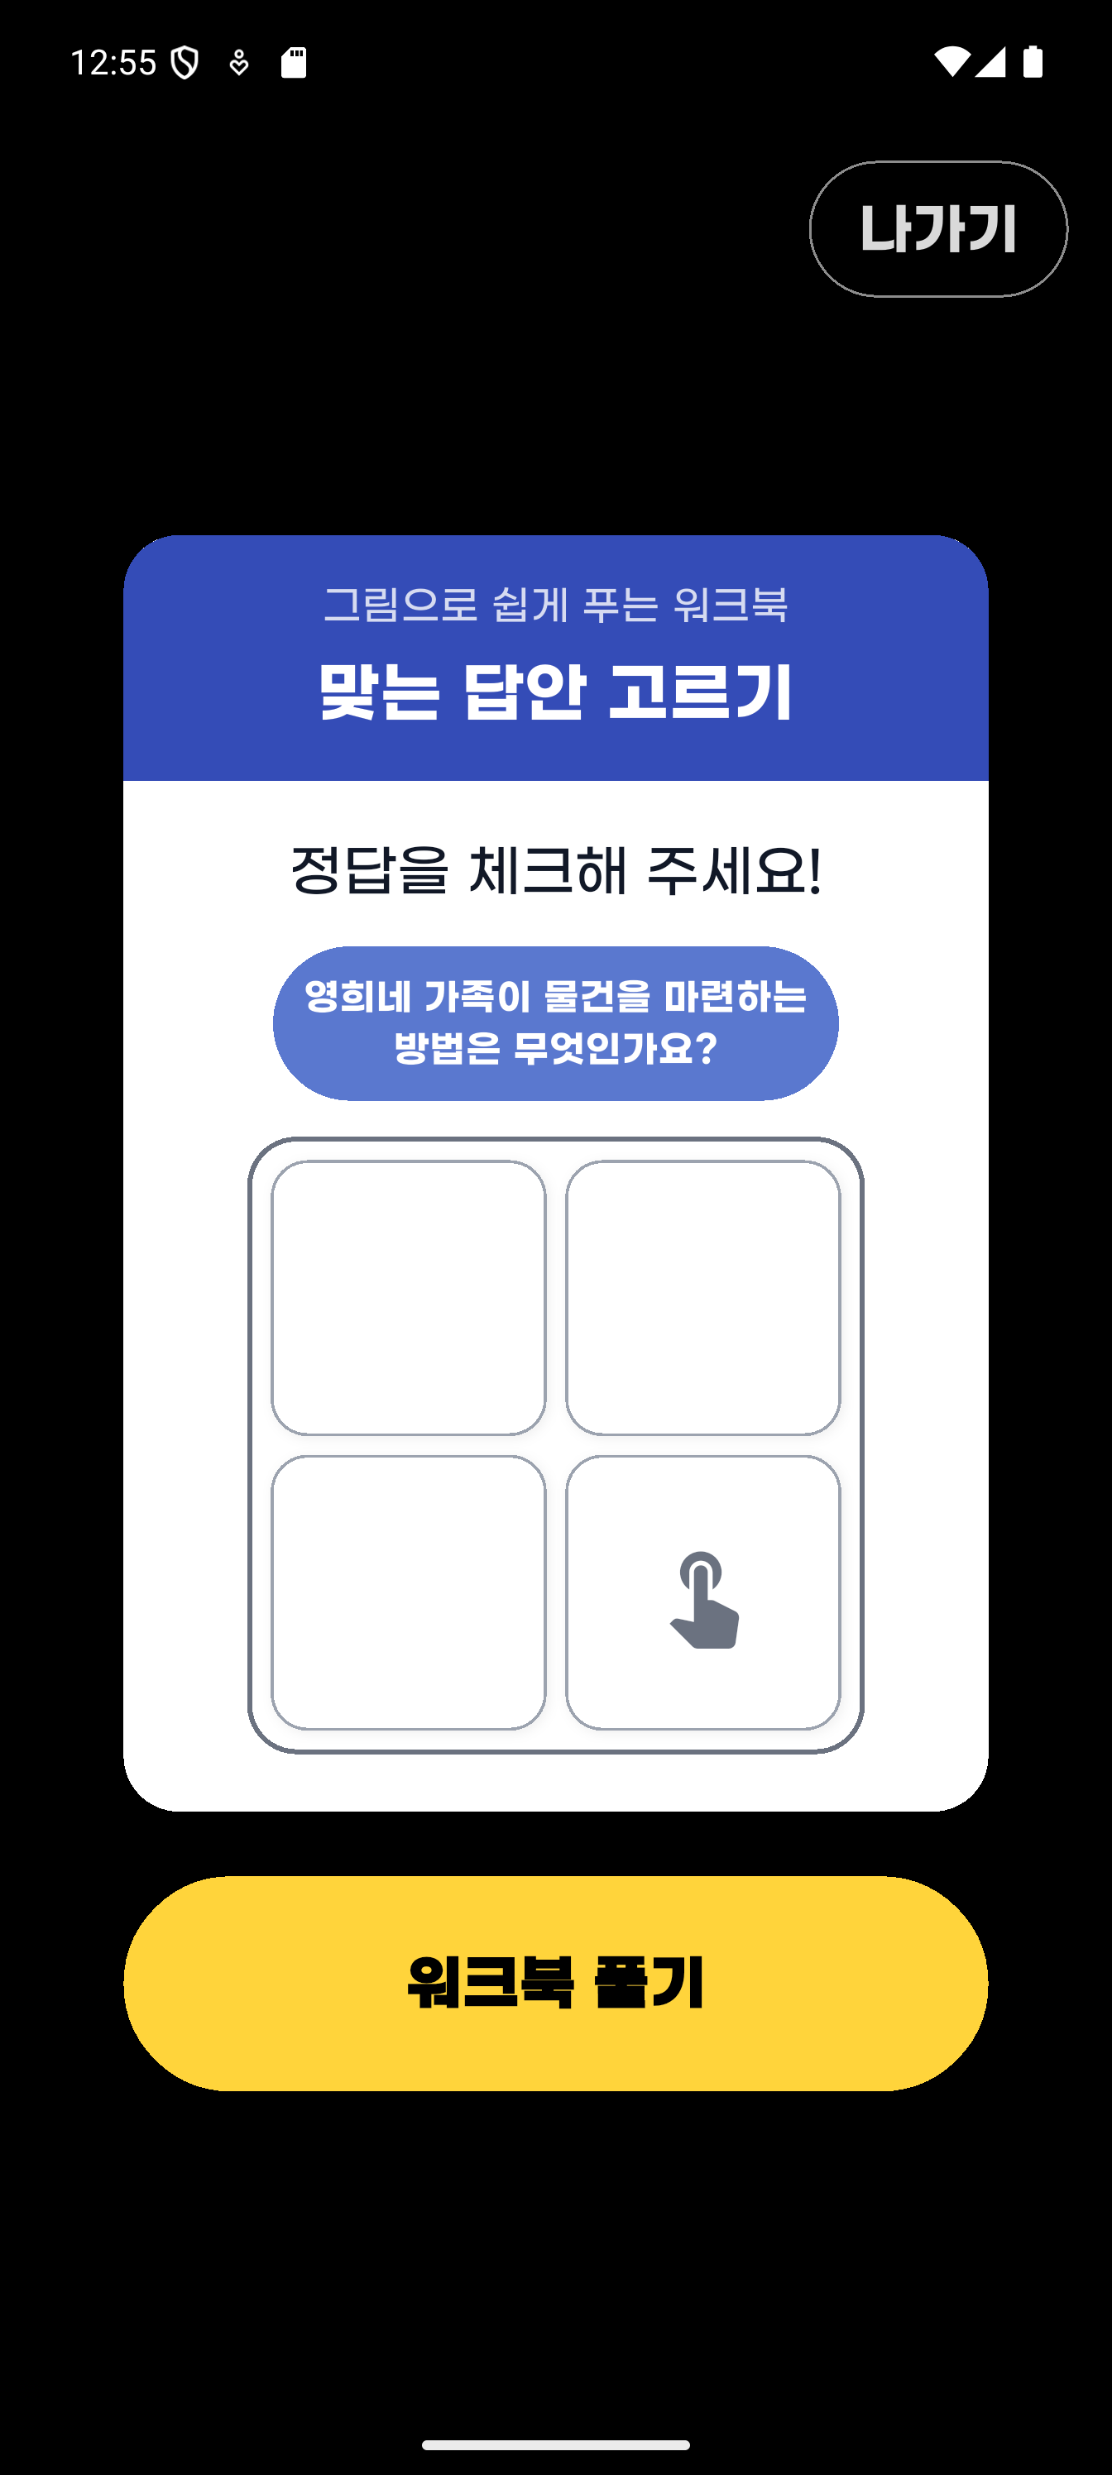 12:55
나가기
그림으로 쉽게 푸는 워크북
맞는 답안 고르기
정답을 체크해 주세요!
영희네 가족이 물건을 마련하는
방법은 무엇인가요?
워크북 풀기